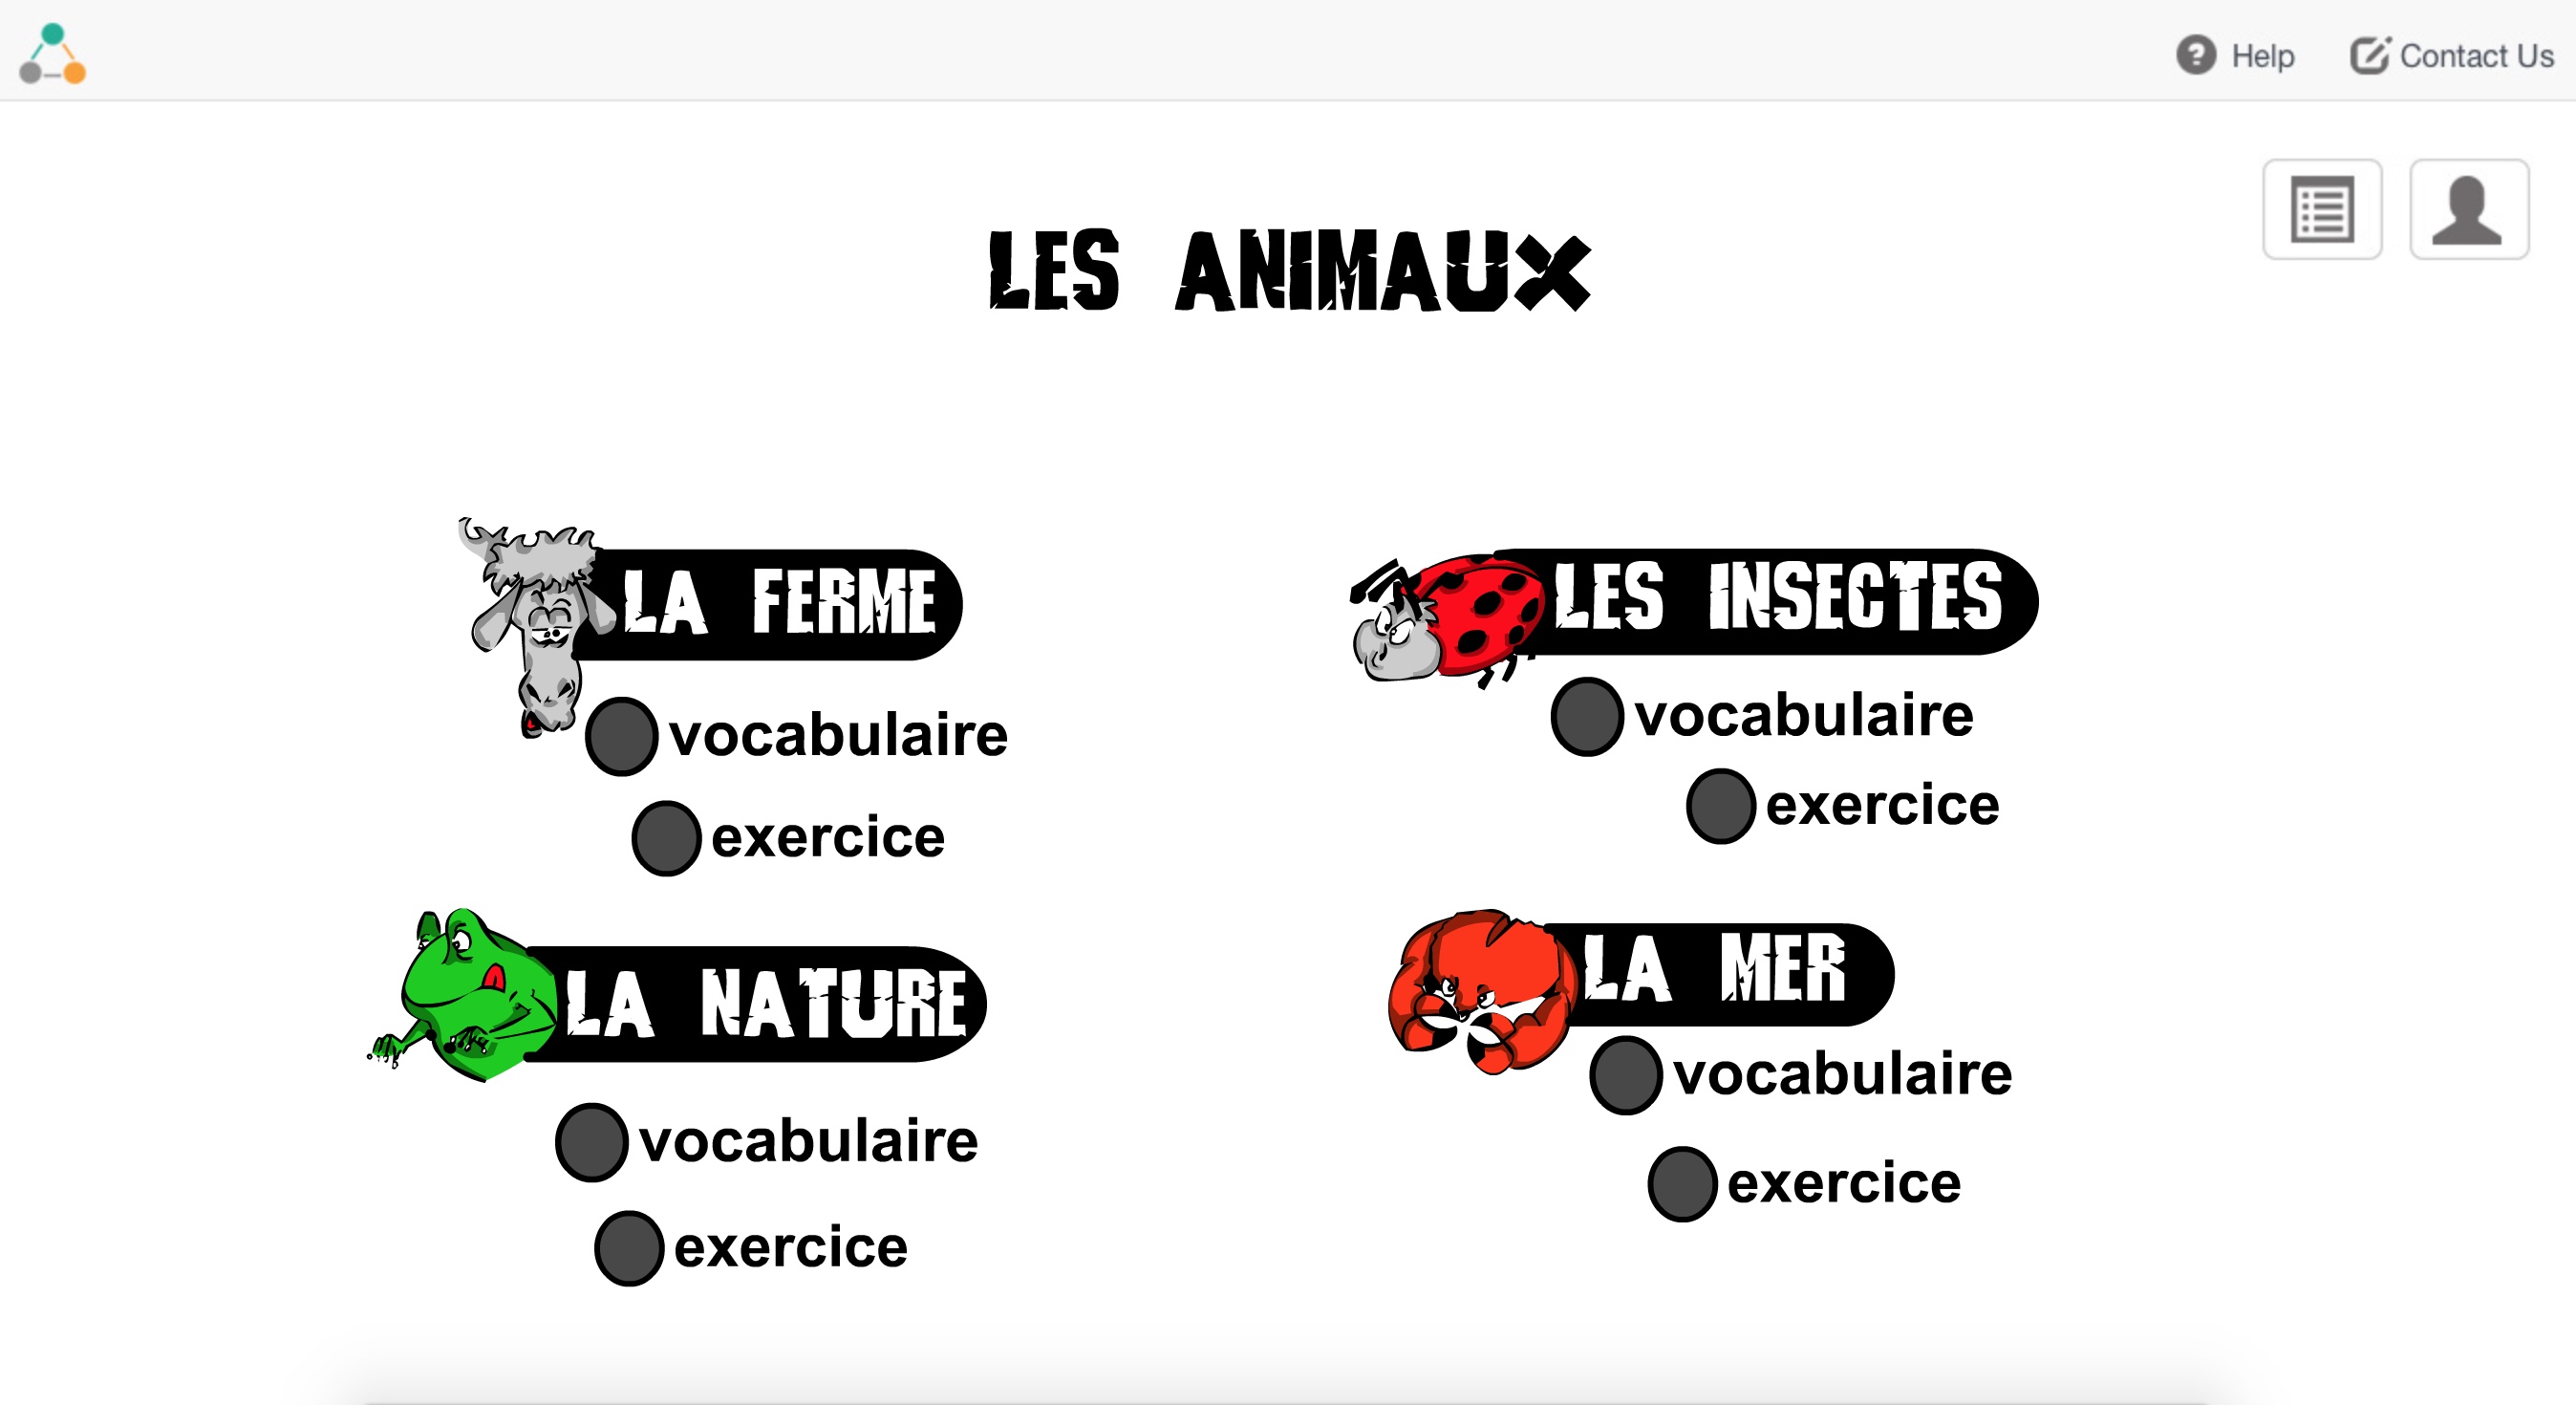 Help
Contact Us
LES ANIMAUX
LA FERME
vocabulaire
exercice
LES INSECTES
vocabulaire
exercice
LA NATURE
vocabulaire
exercice
LA MER
vocabulaire
exercice